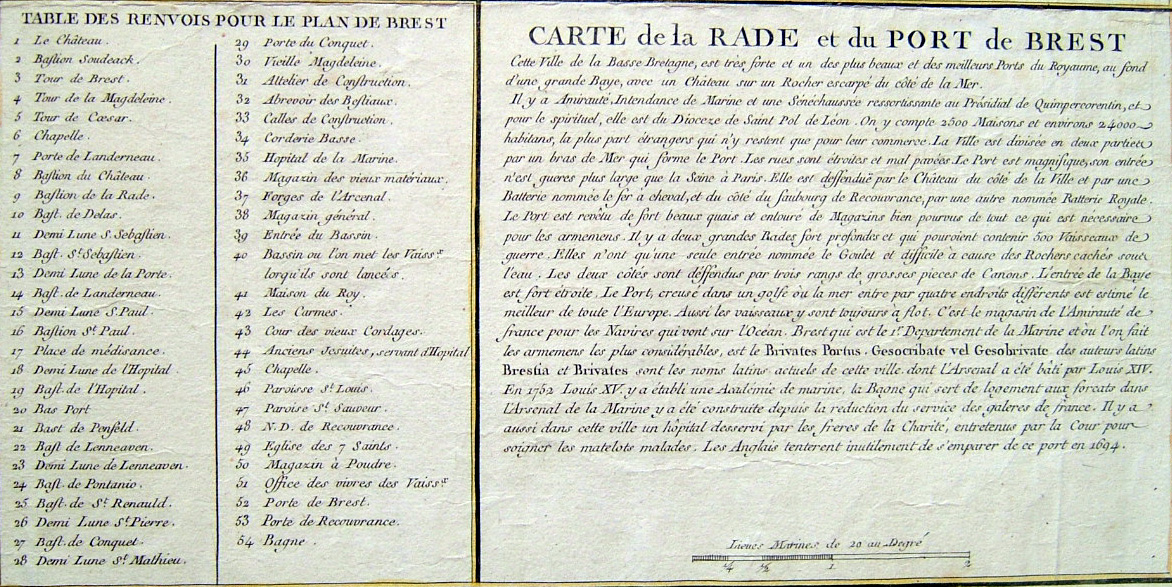 TABLE DES RENVOIS POUR LE PLAN DE BREST
1 Le Château.
2 Bastion Soudeack.
3 Tour de Brest.
4 Tour de la Magdeleine.
5 Tour de Cæsar.
6 Chapelle.
7 Porte de Landerneau.
8 Bastion du Château.
9 Bastion de la Rade.
10 Bast. de Delas.
11 Demi Lune S. Sebastien.
12 Bast. St. Sebastien.
13 Demi Lune de la Porte.
14 Bast. de Landerneau.
15 Demi Lune S. Paul.
16 Bastion St. Paul.
17 Place de médisance.
18 Demi Lune de l'Hopital.
19 Bast. de l'Hopital.
20 Bas Port
21 Bast de Penfeld.
22 Bast de Lenneaven.
23 Demi Lune de Lenneaven.
24 Bast. de Pontanio.
25 Bast. de St. Renauld.
26 Demi Lune St. Pierre.
27 Bast. de Conquet.
28 Demi Lune St. Mathieu.
29 Porte du Conquet.
30 Vieille Magdeleine.
31 Attelier de Construction.
32 Abrevoir des Bestiaux.
33 Calles de Construction.
34 Corderie Basse.
35 Hopital de la Marine.
36 Magazin des vieux matériaux.
37 Forges de l'Arcenal.
38 Magazin général.
39 Entrée du Bassin.
40 Bassin ou l'on met les Vaissx.
lorqu'ils sont lancés.
41 Maison du Roy.
42 Les Carmes.
43 Cour des vieux Cordages.
44 Anciens Jesuites, servant d'Hopital
45 Chapelle.
46 Paroisse St. Louis.
47 Paroise St. Sauveur.
48 N.D. de Recouvrance.
49 Eglise des 7 Saints.
50 Magazin à Poudre.
51 Office des vivres des Vaissx.
52 Porte de Brest.
53 Porte de Recouvrance.
54 Bagne.
CARTE de la RADE et du PORT de BREST
Cette Ville de la Basse Bretagne, est très forte et un des plus beaux et des meilleurs Ports du Royaume, au fond
d'une grande Baye, avec un Château sur un Rocher escarpé du côté de la Mer.
Il y a Amirauté, Intendance de Marine et une Sénéchaussée ressortissante au Présidial de Quimpercorentin, et
pour le spirituel, elle est du Diocèze de Saint Pol de Léon. On y compte 2500 Maisons et environs 24000
habitans, la plus part étrangers qui n'y restent que pour leur commerce. La Ville est divisée en deux parties
par un bras de Mer qui forme le Port. Les rues sont étroites et mal pavées. Le Port est magnifique, son entrée
n'est gueres plus large que la Seine à Paris. Elle est deffenduë par le Château du côté de la Ville et par une
Batterie nommée le fer à cheval, et du côté du faubourg de Recouvrance, par une autre nommée Batterie Royale.
Le Port est revêtu de fort beaux quais et entouré de Magazins bien pourvus de tout ce qui est nécessaire
pour les armemens. Il y a deux grandes Rades fort profondes et qui pouroient contenir 500 Vaisseaux de
guerre. Elles n'ont qu'une seule entrée nommée le Goulet et difficile à cause des Rochers cachés sous
l'eau. Les deux côtés sont déffendus par trois rangs de grosses pieces de Canons. L'entrée de la Baye
est fort étroite. Le Port, creusé dans un golfe où la mer entre par quatre endroits différents est estimé le
meilleur de toute l'Europe. Aussi les vaisseaux y sont toujours à flot. C'est le magasin de l'Amirauté de
france pour les Navires qui vont sur l'Océan. Brest qui est le 1er. Departement de la Marine et où l'on fait
les armemens les plus considérables, est le Brivates Portus. Gesocribate vel Gesobrivate des auteurs latins
Brestia et Brivates sont les noms latins actuels de cette ville. dont l'Arsenal a été bâti par Louis XIV.
En 1752 Louis XV. y a établi une Académie de marine, la Bagne qui sert de logement aux forcats dans
L'Arsenal de la Marine y a été construite depuis la reduction du service des galeres de france. Il y a
aussi dans cette ville un hôpital desservi par les freres de la Charité, entretenus par la Cour pour
soigner les matelots malades. Les Anglais tenterent inutilement de s'emparer de ce port en 1694.
Lieues Marines de 20 au Degré
1/4 1/2 1 2